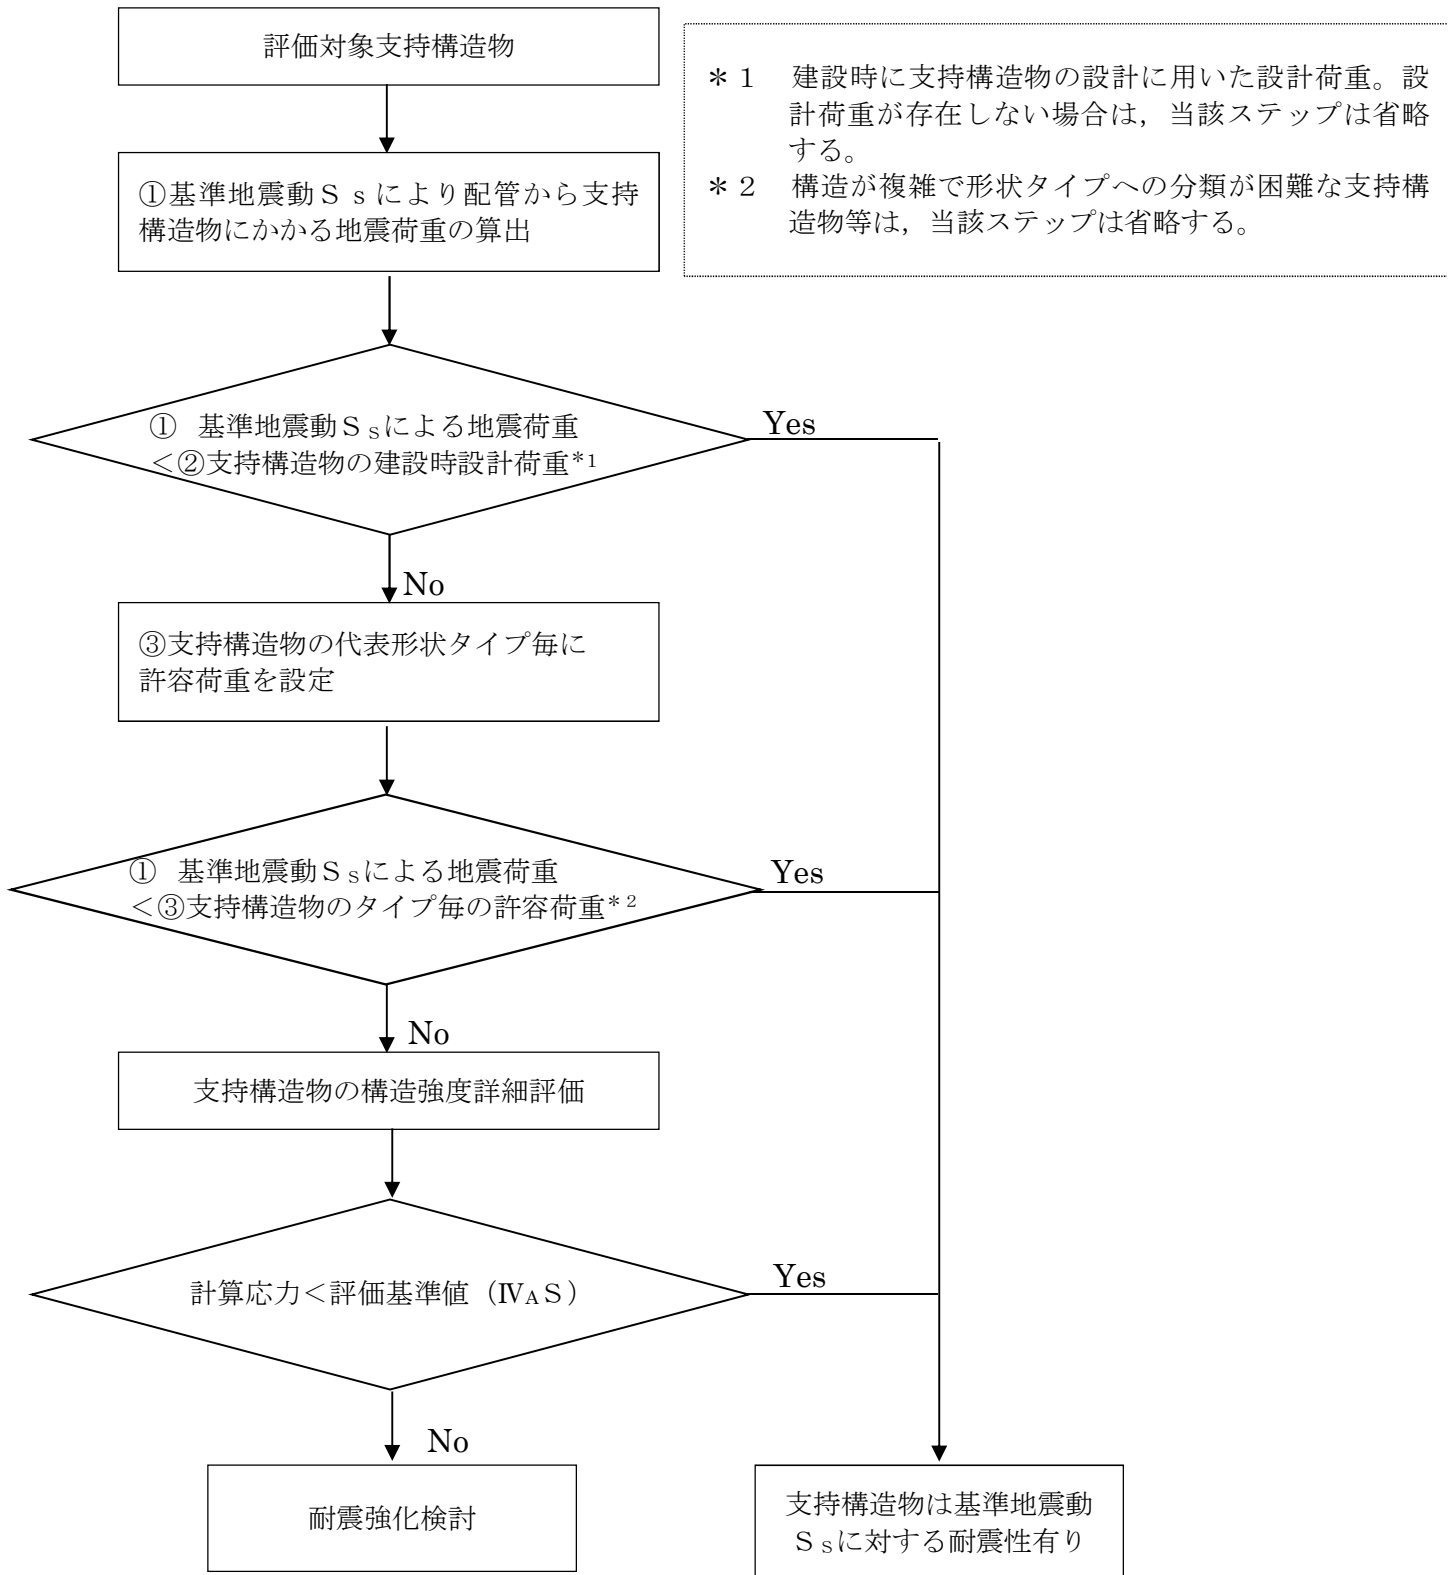 評価対象支持構造物
＊１　建設時に支持構造物の設計に用いた設計荷重。設
計荷重が存在しない場合は，当該ステップは省略
する。
＊２　構造が複雑で形状タイプへの分類が困難な支持構
造物等は，当該ステップは省略する。
①基準地震動Ｓｓにより配管から支持
構造物にかかる地震荷重の算出
①　基準地震動Ｓsによる地震荷重
＜②支持構造物の建設時設計荷重*1
Yes
No
③支持構造物の代表形状タイプ毎に
許容荷重を設定
①　基準地震動Ｓsによる地震荷重
＜③支持構造物のタイプ毎の許容荷重*2
Yes
No
支持構造物の構造強度詳細評価
計算応力＜評価基準値（ⅣAＳ）
Yes
No
耐震強化検討
支持構造物は基準地震動
Ｓsに対する耐震性有り